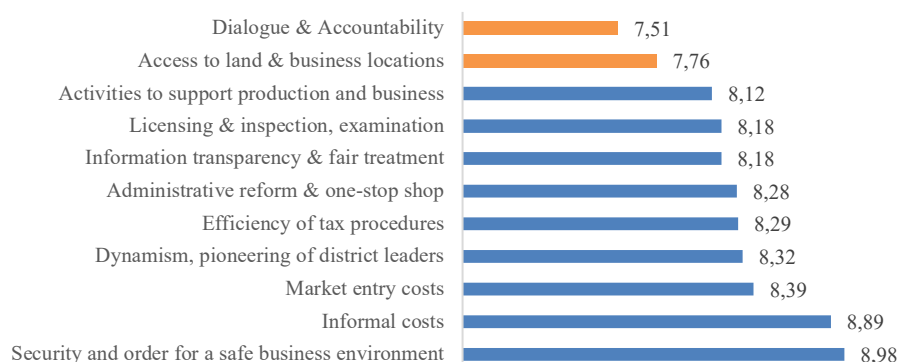 Dialogue & Accountability 7,51
Access to land & business locations 7,76
Activities to support production and business 8,12
Licensing & inspection, examination 8,18
Information transparency & fair treatment 8,18
Administrative reform & one-stop shop 8,28
Efficiency of tax procedures 8,29
Dynamism, pioneering of district leaders 8,32
Market entry costs 8,39
Informal costs 8,89
Security and order for a safe business environment 8,98